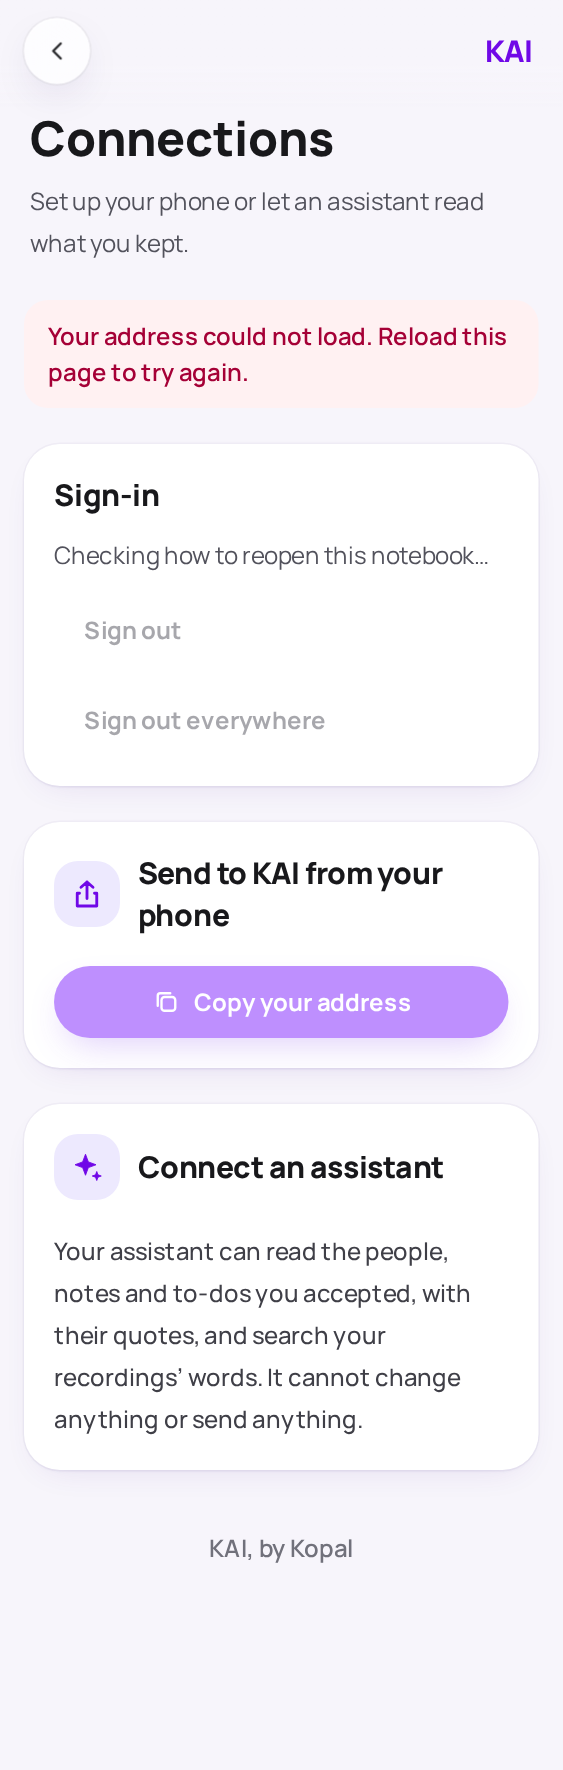 KAI
Connections
Set up your phone or let an assistant read
what you kept.
Your address could not load. Reload this
page to try again.
Sign-in
Checking how to reopen this notebook…
Sign out
Sign out everywhere
Send to KAI from your
phone
Copy your address
Connect an assistant
Your assistant can read the people,
notes and to-dos you accepted, with
their quotes, and search your
recordings’ words. It cannot change
anything or send anything.
KAI, by Kopal